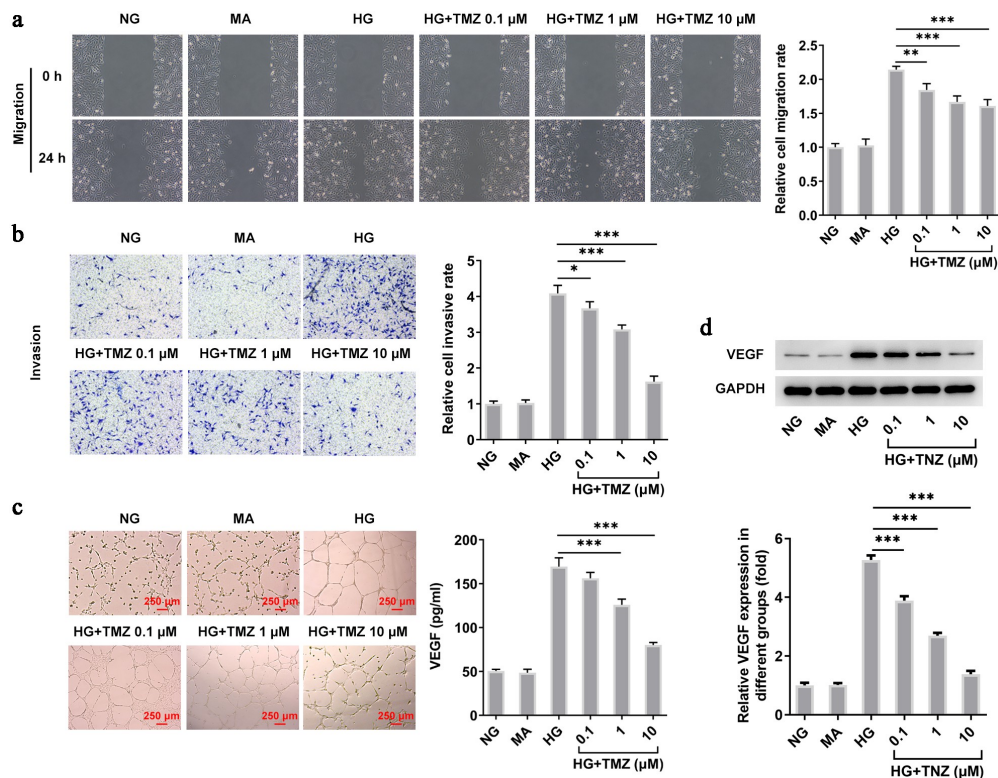 a
NG MA HG HG+TMZ 0.1 μM HG+TMZ 1 μM HG+TMZ 10 μM
Migration
0 h
24 h
Relative cell migration rate
2.5
2.0
1.5
1.0
0.5
0.0
***
***
**
NG MA HG 0.1 1 10
HG+TMZ (μM)
b
NG MA HG
Invasion
HG+TMZ 0.1 μM HG+TMZ 1 μM HG+TMZ 10 μM
Relative cell invasive rate
5
4
3
2
1
0
***
***
*
NG MA HG 0.1 1 10
HG+TMZ (μM)
d
VEGF
GAPDH
NG MA HG 0.1 1 10
HG+TNZ (μM)
c
NG MA HG
250 μm 250 μm 250 μm
HG+TMZ 0.1 μM HG+TMZ 1 μM HG+TMZ 10 μM
250 μm 250 μm 250 μm
VEGF (pg/ml)
200
150
100
50
0
***
***
NG MA HG 0.1 1 10
HG+TMZ (μM)
Relative VEGF expression in
different groups (fold)
8
6
4
2
0
***
***
***
NG MA HG 0.1 1 10
HG+TNZ (μM)